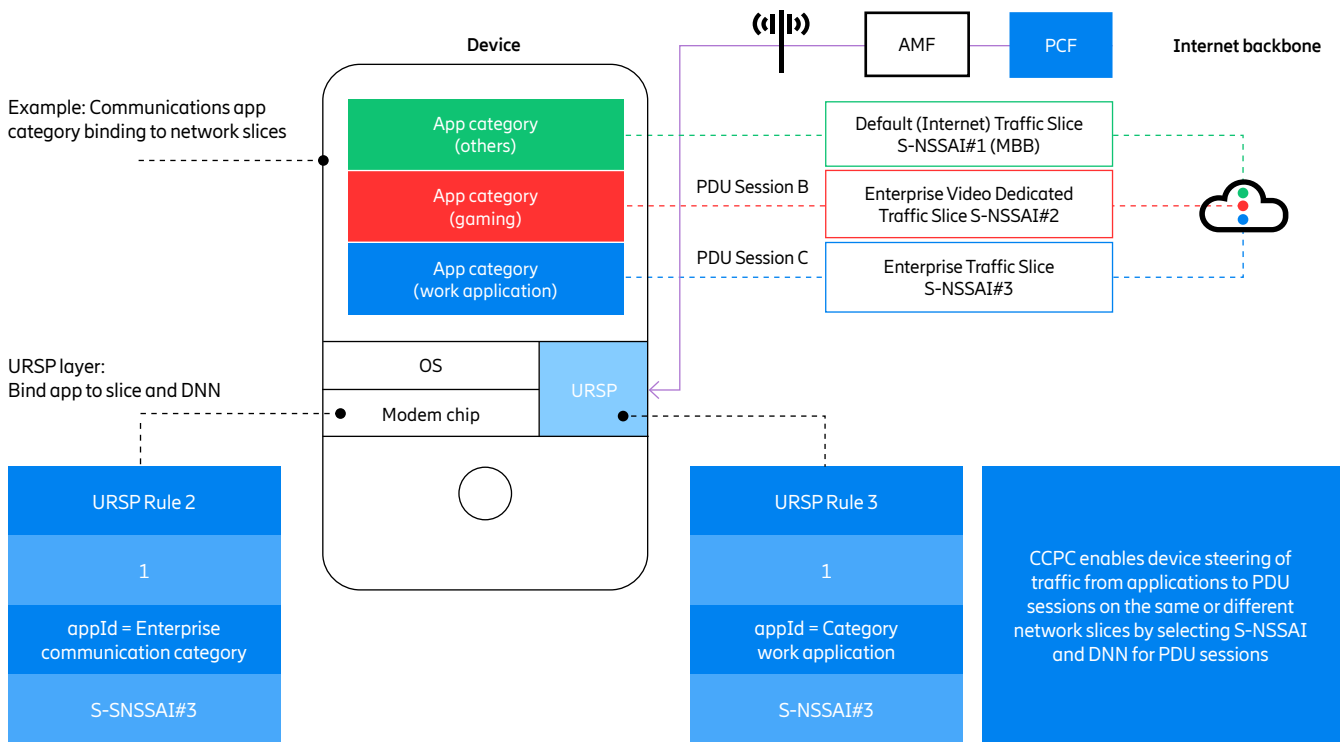 Device
AMF
PCF
Internet backbone
Example: Communications app
category binding to network slices
App category
(others)
Default (Internet) Traffic Slice
S-NSSAI#1 (MBB)
App category
(gaming)
PDU Session B
Enterprise Video Dedicated
Traffic Slice S-NSSAI#2
App category
(work application)
PDU Session C
Enterprise Traffic Slice
S-NSSAI#3
URSP layer:
Bind app to slice and DNN
OS
Modem chip
URSP
URSP Rule 2
1
appId = Enterprise
communication category
S-SNSSAI#3
URSP Rule 3
1
appId = Category
work application
S-NSSAI#3
CCPC enables device steering of
traffic from applications to PDU
sessions on the same or different
network slices by selecting S-NSSAI
and DNN for PDU sessions